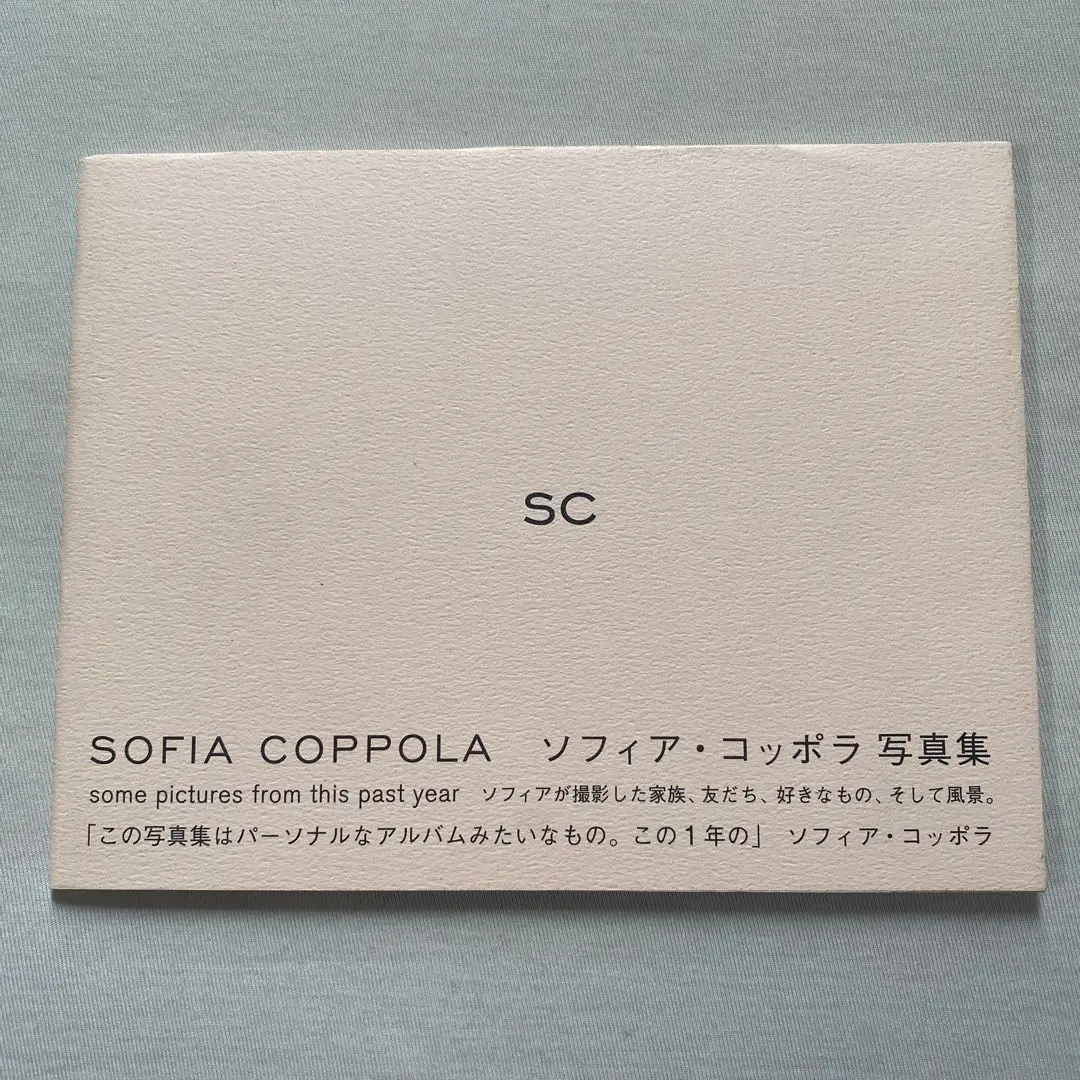 SC
SOFIA COPPOLA ソフィア・コッポラ 写真集
some pictures from this past year ソフィアが撮影した家族、友だち、好きなもの、そして風景。
「この写真集はパーソナルなアルバムみたいなもの。この1年の」 ソフィア・コッポラ